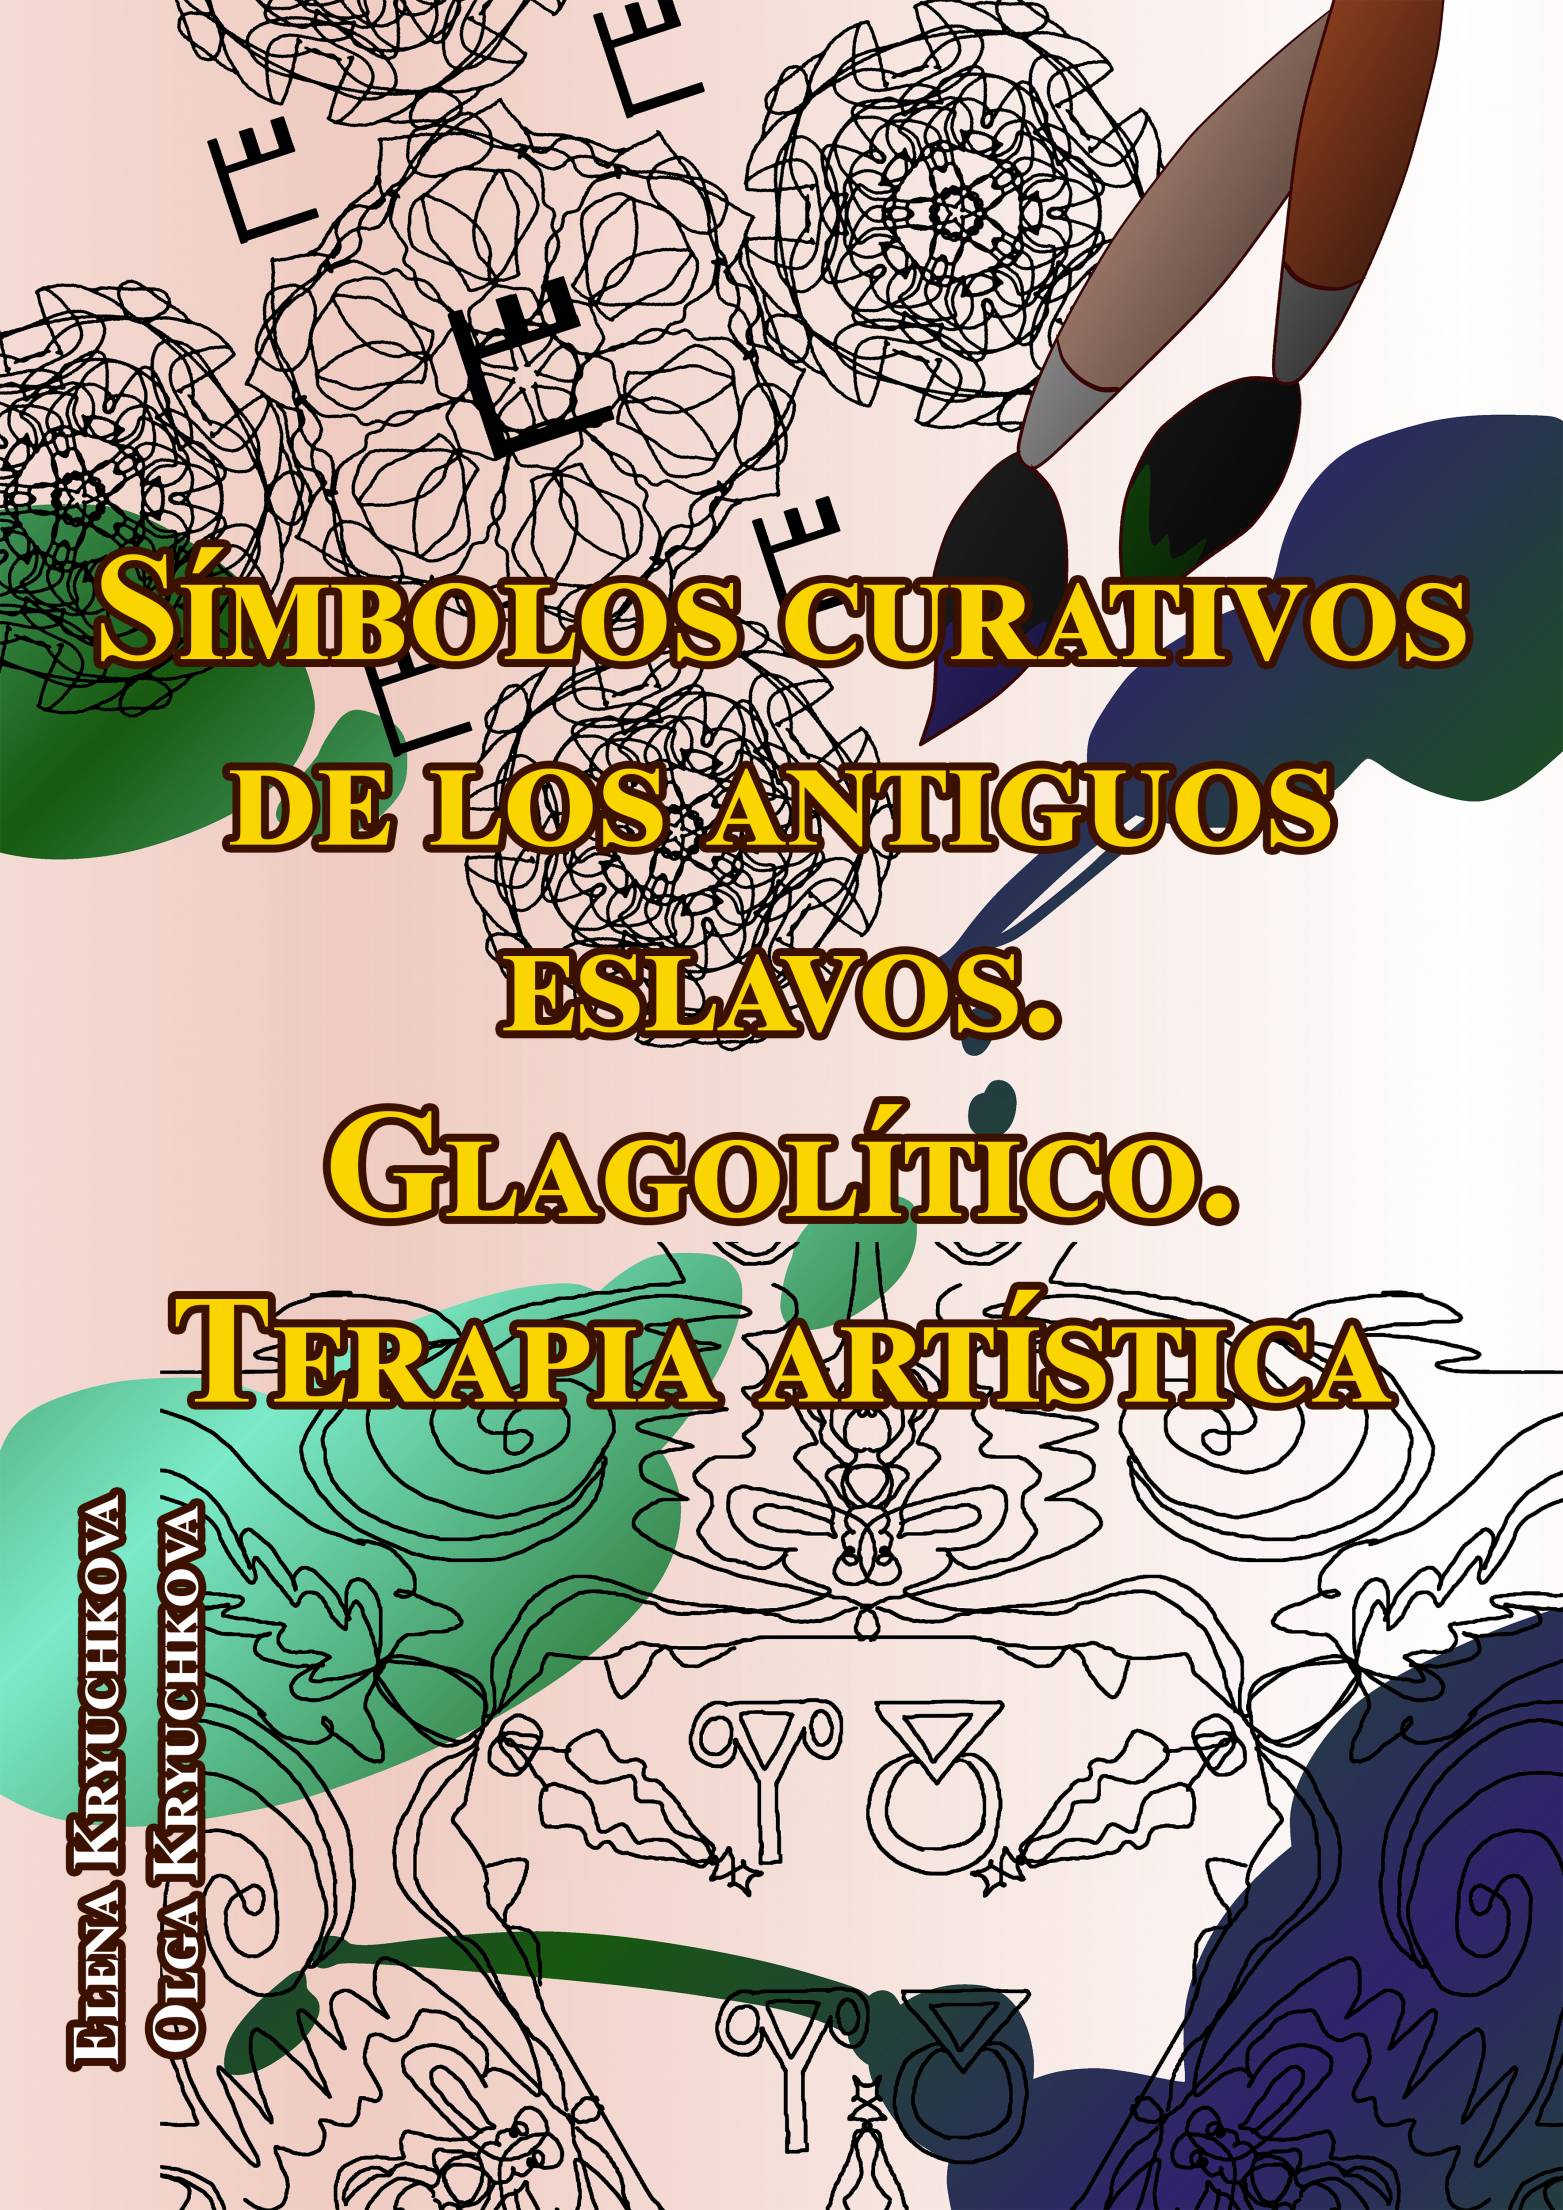 Símbolos curativos
de los antiguos
eslavos.
Glagolítico.
Terapia artística
Elena Kryuchkova
Olga Kryuchkova